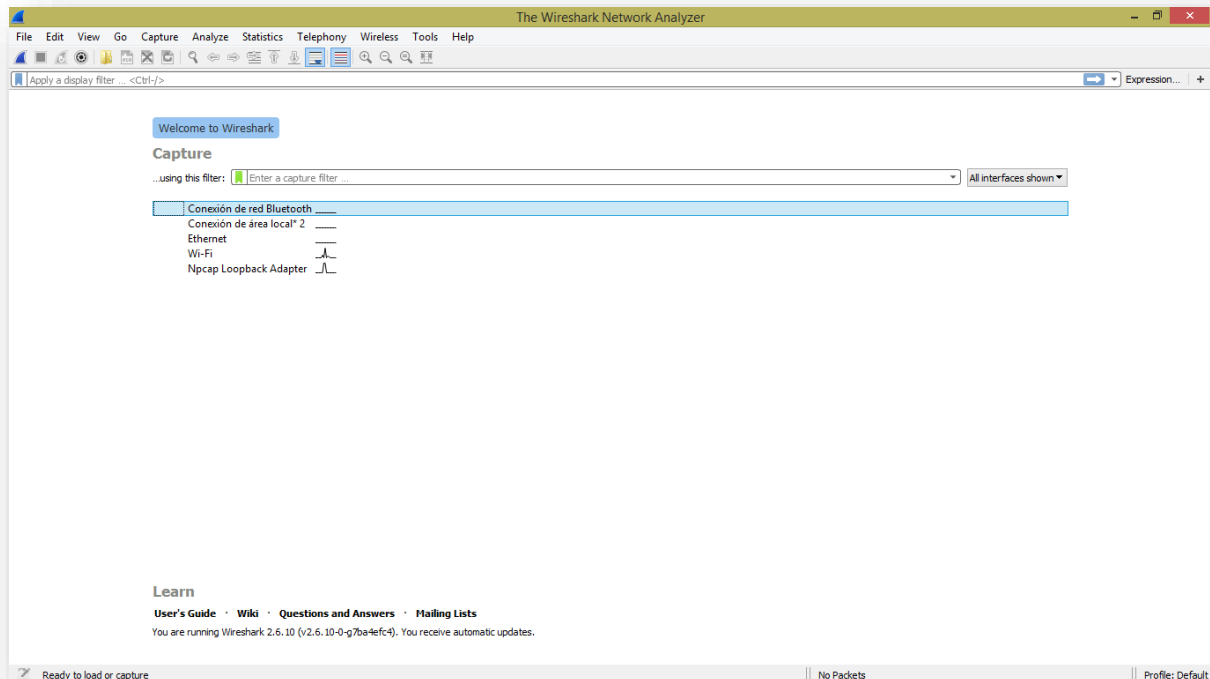 The Wireshark Network Analyzer
File Edit View Go Capture Analyze Statistics Telephony Wireless Tools Help
Apply a display filter ... <Ctrl-/> Expression... +
Welcome to Wireshark
Capture
...using this filter: Enter a capture filter ... All interfaces shown
Conexión de red Bluetooth
Conexión de área local* 2
Ethernet
Wi-Fi
Npcap Loopback Adapter
Learn
User's Guide · Wiki · Questions and Answers · Mailing Lists
You are running Wireshark 2.6.10 (v2.6.10-0-g7ba4efc4). You receive automatic updates.
Ready to load or capture No Packets Profile: Default